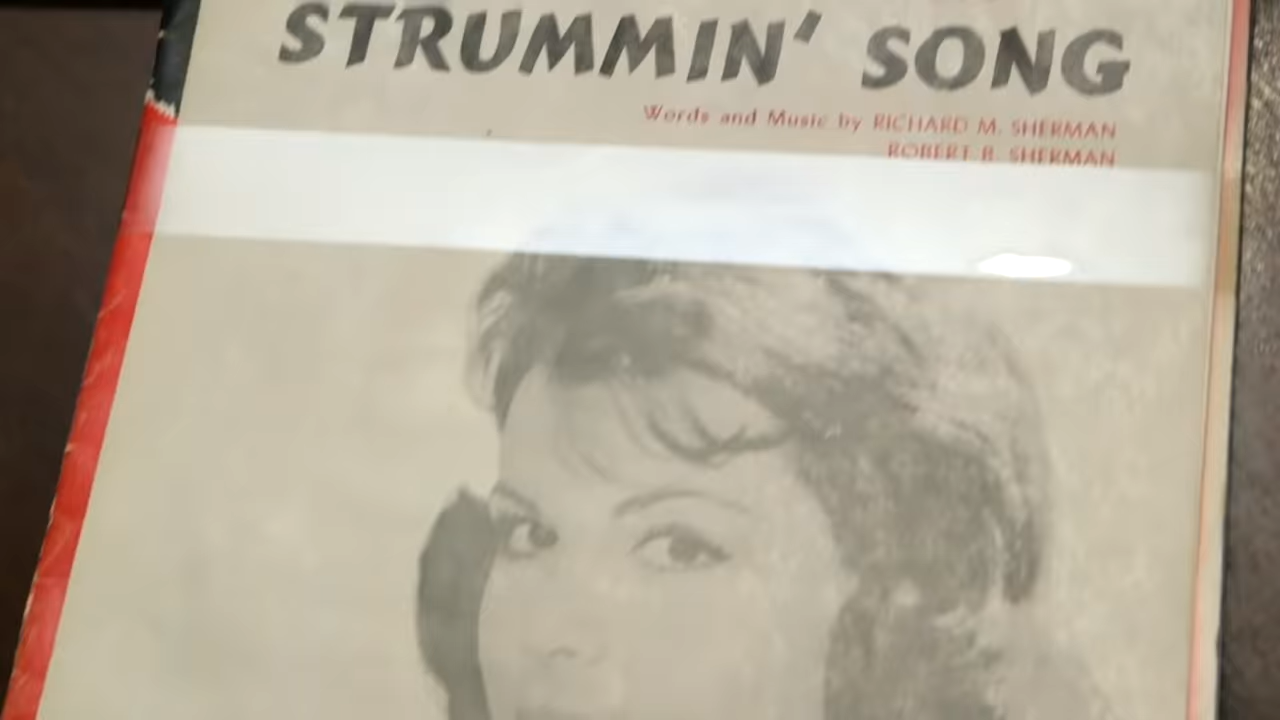 STRUMMIN' SONG
Words and Music by RICHARD M. SHERMAN
ROBERT B. SHERMAN